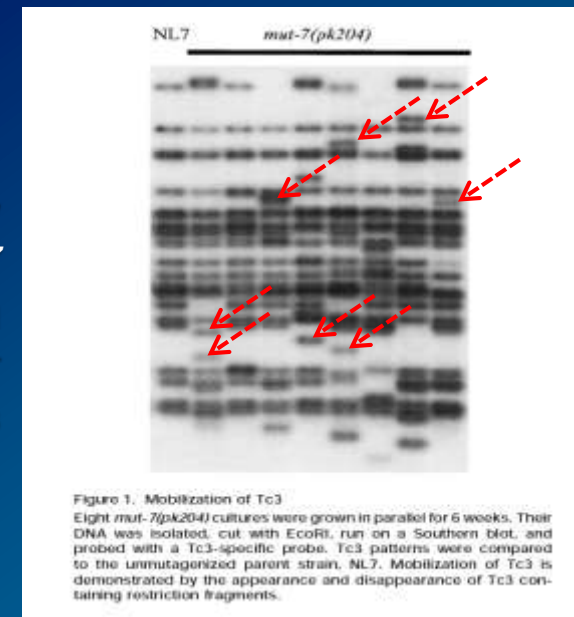 NL7 mut-7(pk204)
Figure 1. Mobilization of Tc3
Eight mut-7(pk204) cultures were grown in parallel for 6 weeks. Their
DNA was isolated, cut with EcoRI, run on a Southern blot, and
probed with a Tc3-specific probe. Tc3 patterns were compared
to the unmutagenized parent strain, NL7. Mobilization of Tc3 is
demonstrated by the appearance and disappearance of Tc3 con-
taining restriction fragments.